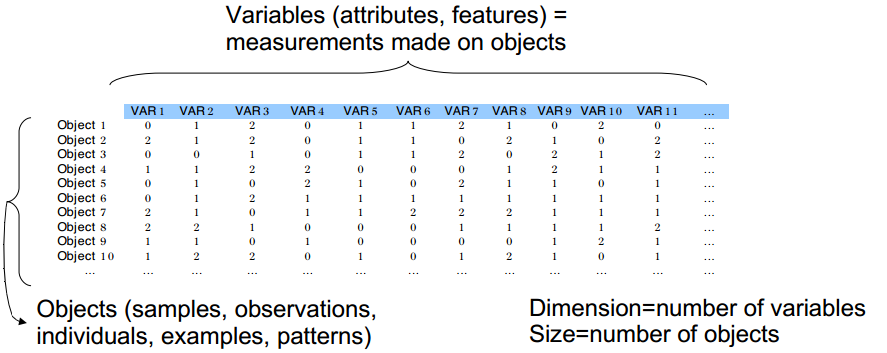 Variables (attributes, features) =
measurements made on objects
VAR 1 VAR 2 VAR 3 VAR 4 VAR 5 VAR 6 VAR 7 VAR 8 VAR 9 VAR 10 VAR 11 ...
Object 1 0 1 2 0 1 1 2 1 0 2 0 ...
Object 2 2 1 2 0 1 1 0 2 1 0 2 ...
Object 3 0 0 1 0 1 1 2 0 2 1 2 ...
Object 4 1 1 2 2 0 0 0 1 2 1 1 ...
Object 5 0 1 0 2 1 0 2 1 1 0 1 ...
Object 6 0 1 2 1 1 1 1 1 1 1 1 ...
Object 7 2 1 0 1 1 2 2 2 1 1 1 ...
Object 8 2 2 1 0 0 0 1 1 1 1 2 ...
Object 9 1 1 0 1 0 0 0 0 1 2 1 ...
Object 10 1 2 2 0 1 0 1 2 1 0 1 ...
... ... ... ... ... ... ... ... ... ... ... ... ...
Objects (samples, observations,
individuals, examples, patterns)
Dimension=number of variables
Size=number of objects